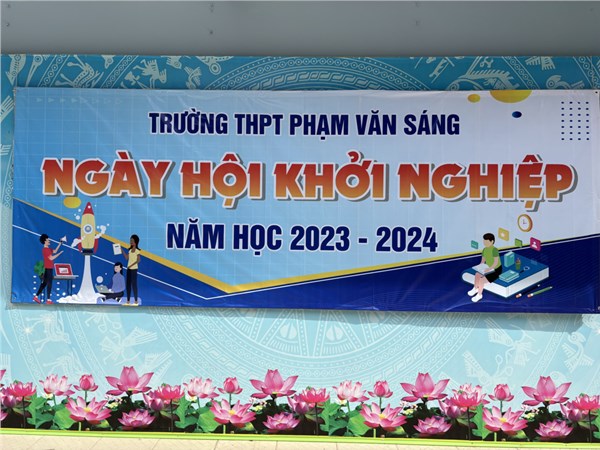 TRƯỜNG THPT PHẠM VĂN SÁNG
NGÀY HỘI KHỞI NGHIỆP
NĂM HỌC 2023 - 2024